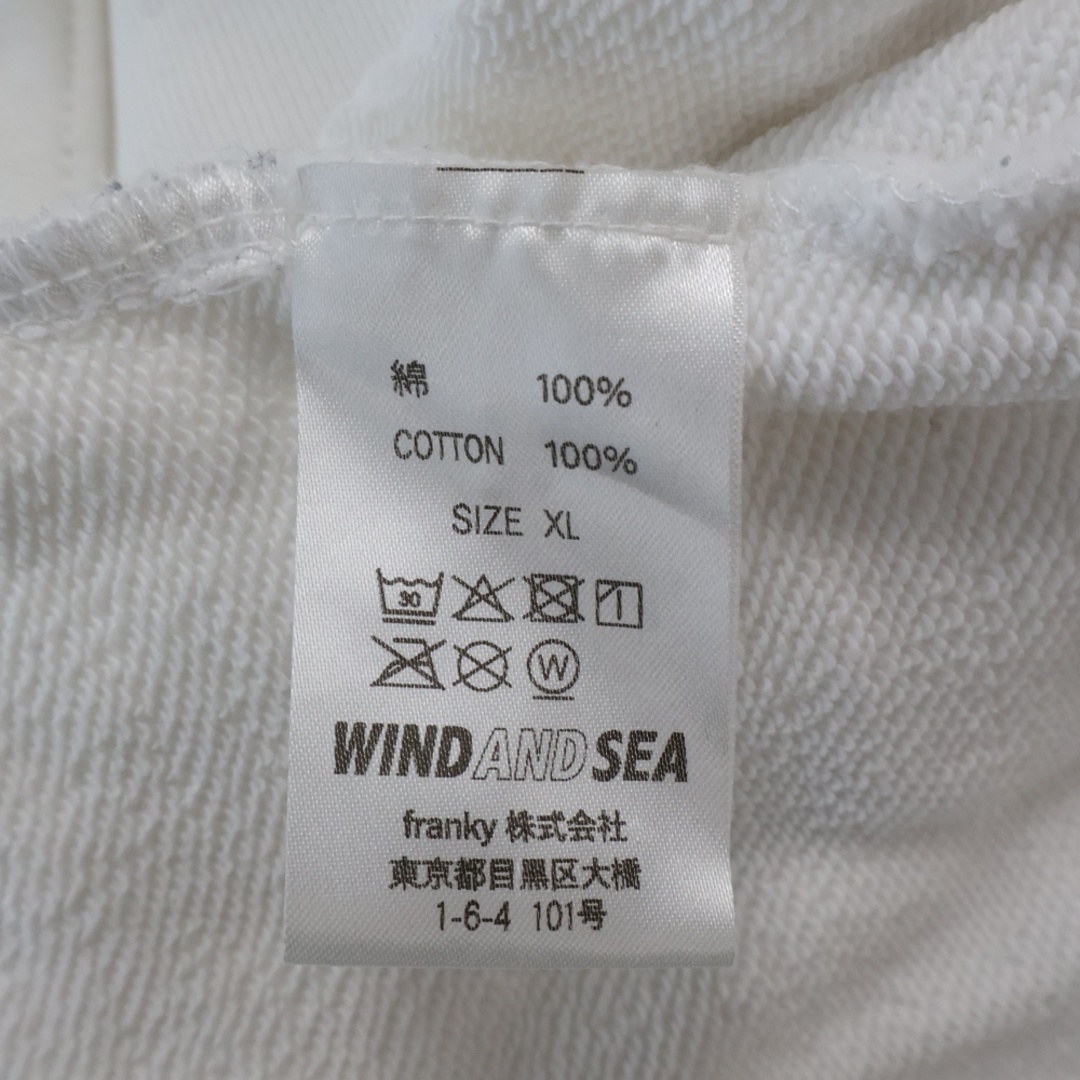 綿 100%
COTTON 100%
SIZE XL
30
W
WIND AND SEA
franky 株式会社
東京都目黒区大橋
1-6-4 101号